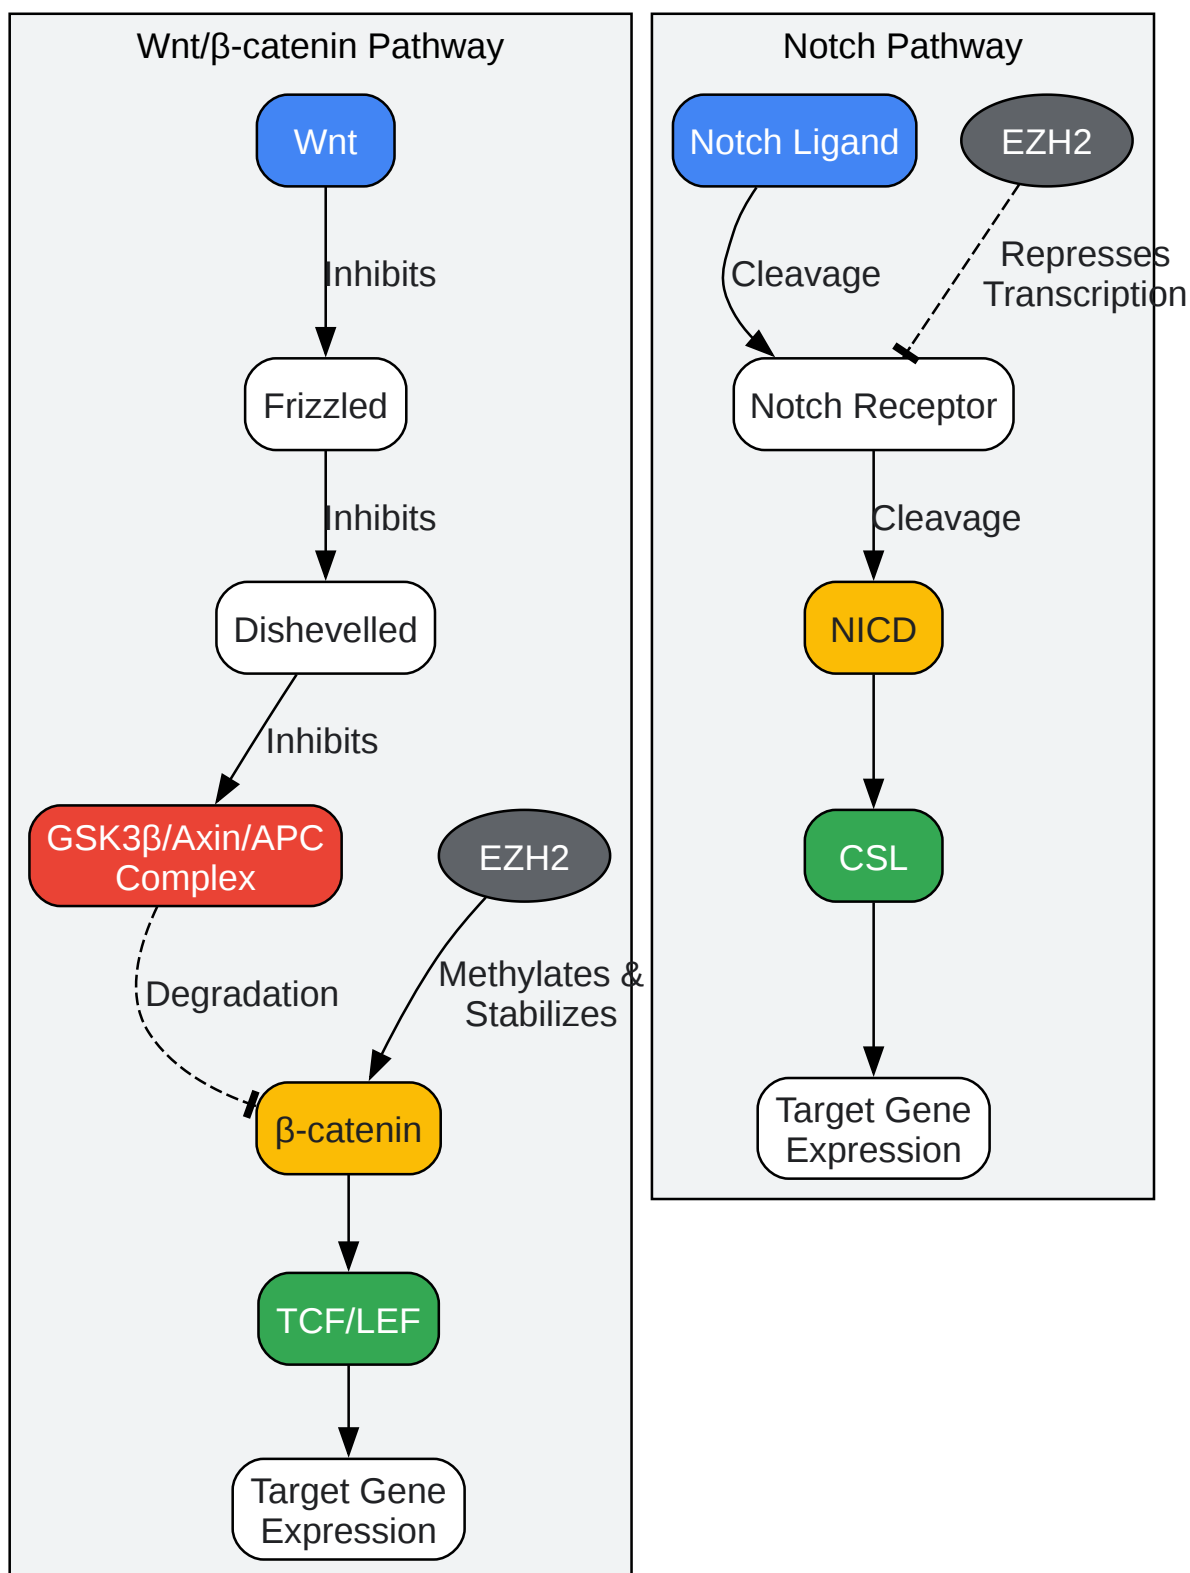 Wnt/β-catenin Pathway
Wnt
Inhibits
Frizzled
Inhibits
Dishevelled
Inhibits
GSK3β/Axin/APC
Complex
EZH2
Degradation
Methylates &
Stabilizes
β-catenin
TCF/LEF
Target Gene
Expression
Notch Pathway
Notch Ligand
EZH2
Cleavage
Represses
Transcription
Notch Receptor
Cleavage
NICD
CSL
Target Gene
Expression